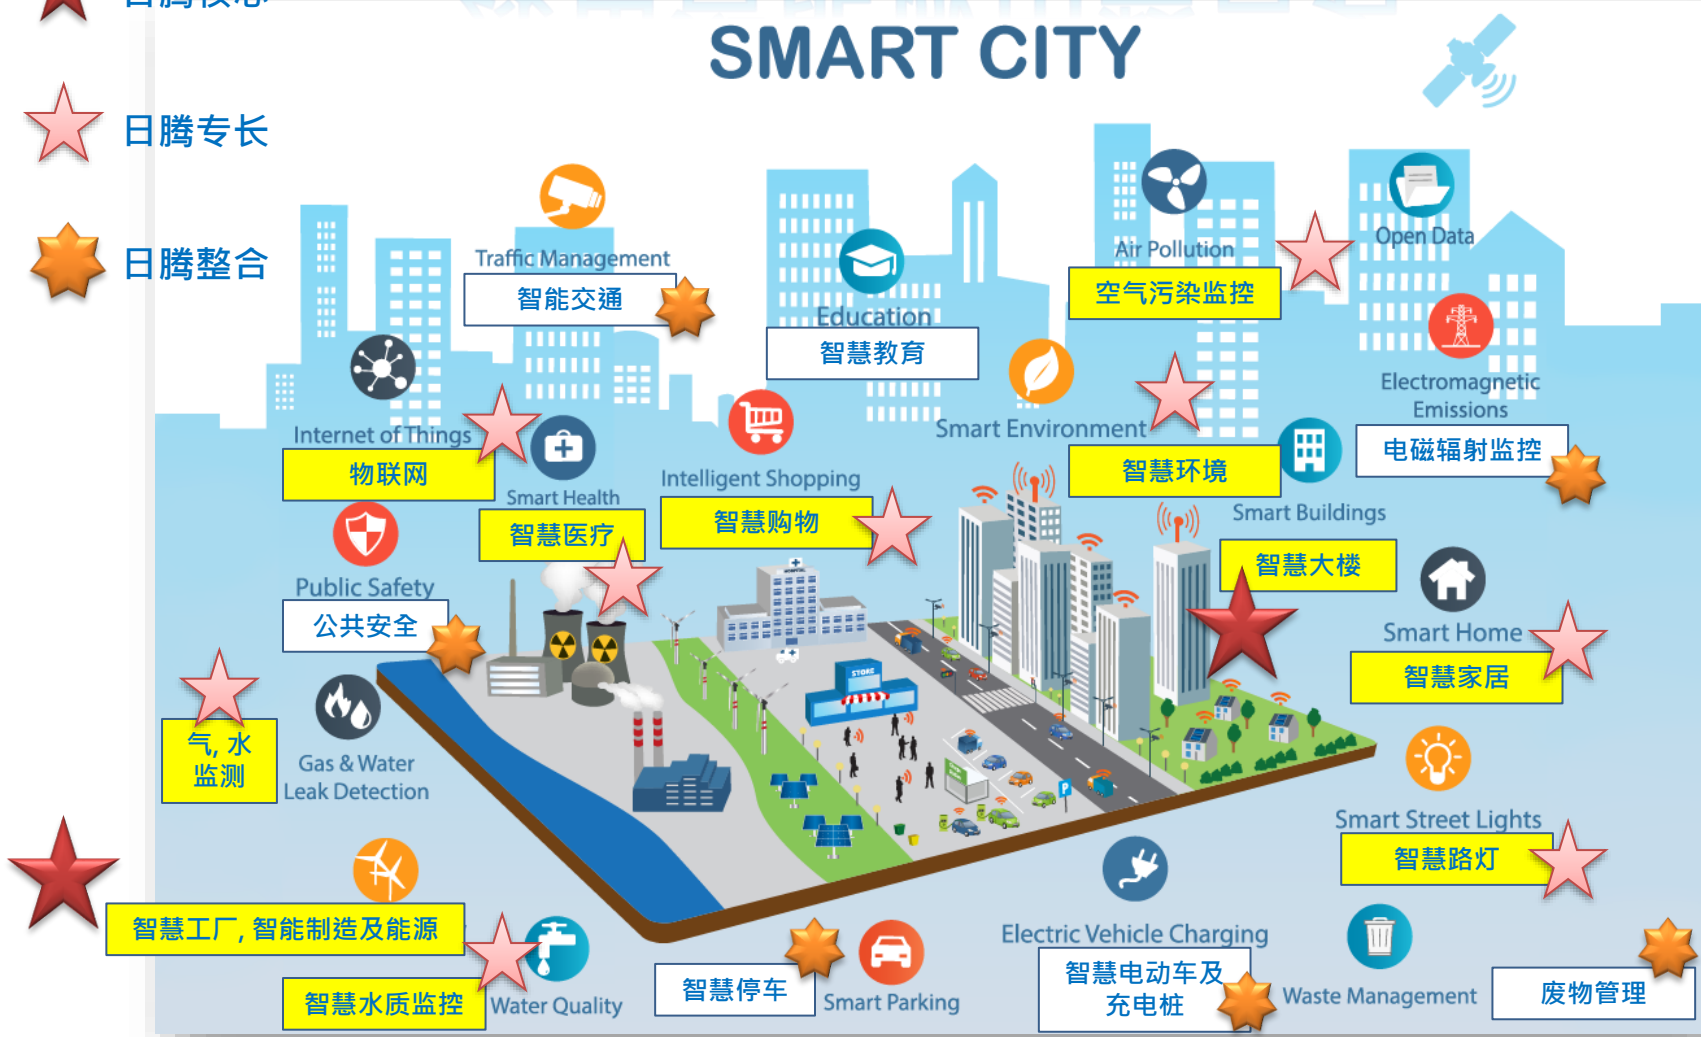 日腾核心
SMART CITY
日腾专长
日腾整合
Traffic Management
智能交通
Education
智慧教育
Air Pollution
空气污染监控
Open Data
Electromagnetic
Emissions
电磁辐射监控
Internet of Things
物联网
Smart Health
智慧医疗
Intelligent Shopping
智慧购物
Smart Environment
智慧环境
Smart Buildings
智慧大楼
Public Safety
公共安全
HOSPITAL
STORE
Smart Home
智慧家居
气, 水
监测
Gas & Water
Leak Detection
P
Smart Street Lights
智慧路灯
智慧工厂, 智能制造及能源
智慧水质监控
Water Quality
智慧停车
Smart Parking
Electric Vehicle Charging
智慧电动车及
充电桩
Waste Management
废物管理